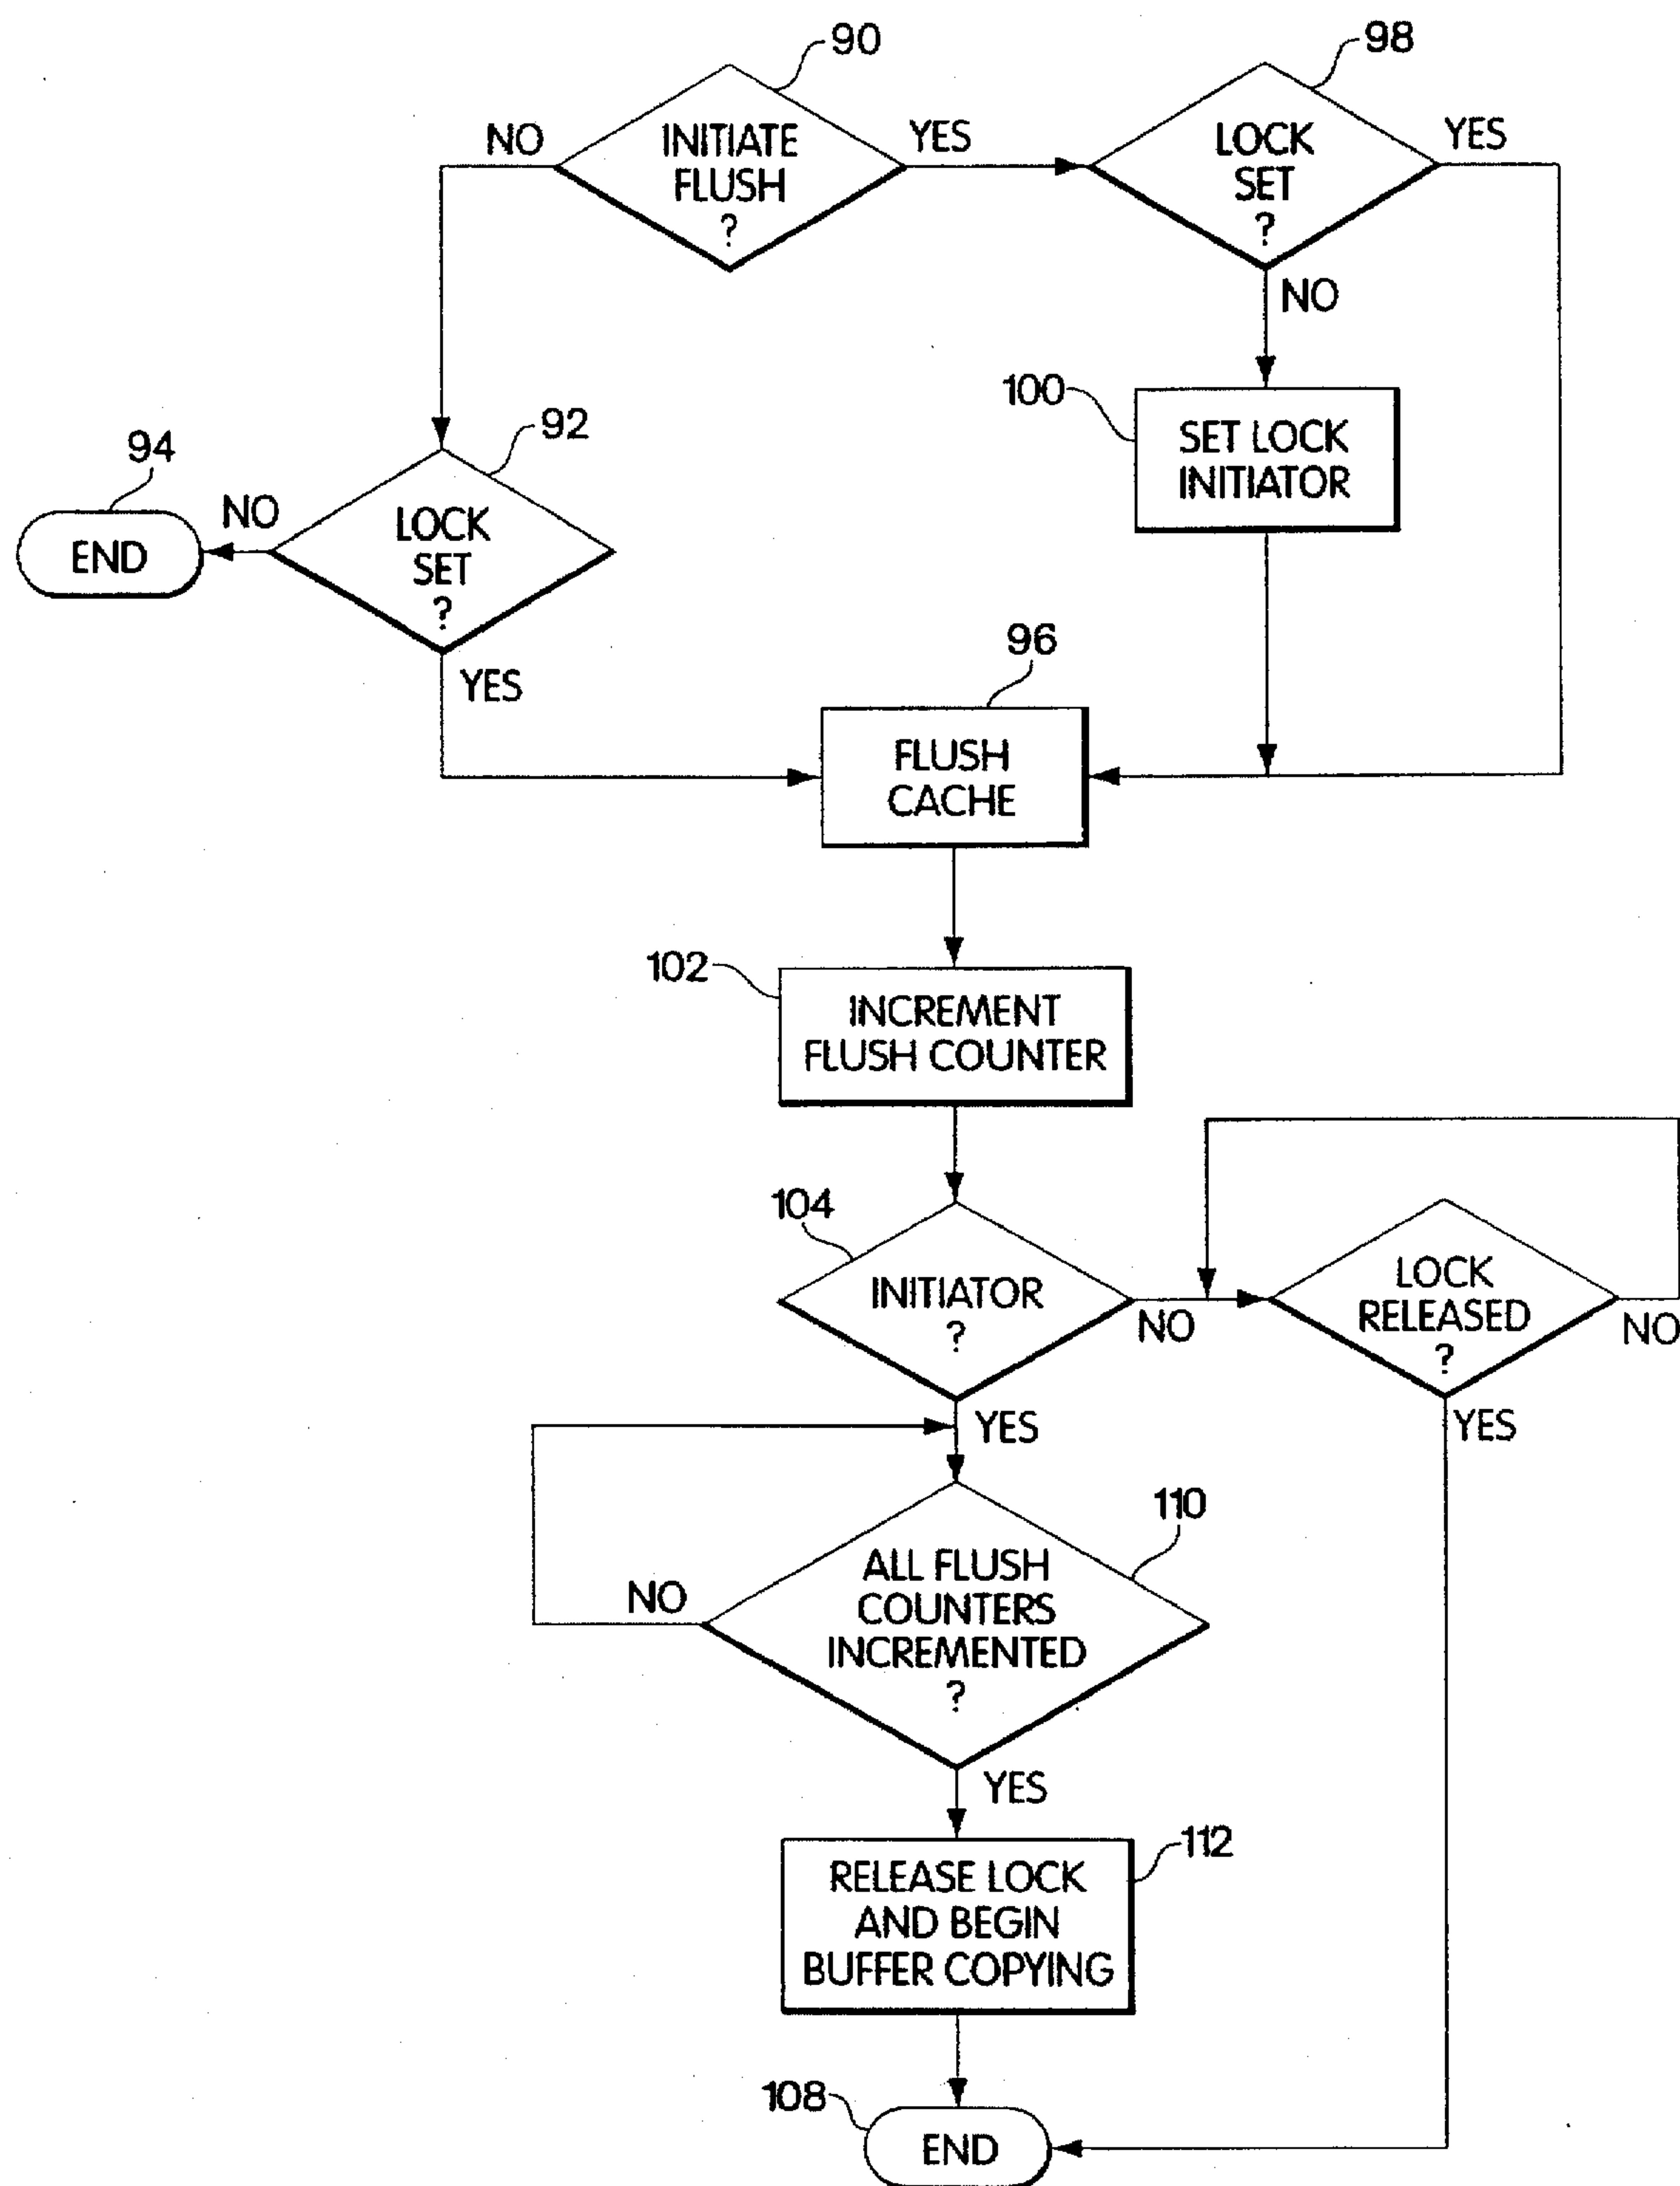 90
98
NO
INITIATE
FLUSH
?
YES
LOCK
SET
?
YES
NO
100
SET LOCK
INITIATOR
94
END
NO
92
LOCK
SET
?
YES
96
FLUSH
CACHE
102
INCREMENT
FLUSH COUNTER
104
INITIATOR
?
NO
LOCK
RELEASED
?
NO
YES
YES
110
ALL FLUSH
COUNTERS
INCREMENTED
?
NO
YES
112
RELEASE LOCK
AND BEGIN
BUFFER COPYING
108
END